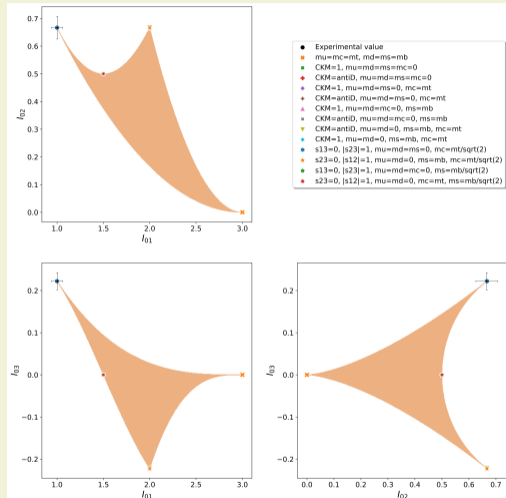 0.7
0.6
0.5
0.4
0.3
0.2
0.1
0.0
I02
1.0 1.5 2.0 2.5 3.0
I01
Experimental value
mu=mc=mt, md=ms=mb
CKM=1, mu=md=ms=mc=0
CKM=antiD, mu=md=ms=mc=0
CKM=1, mu=md=ms=0, mc=mt
CKM=antiD, mu=md=ms=0, mc=mt
CKM=1, mu=md=mc=0, ms=mb
CKM=antiD, mu=md=mc=0, ms=mb
CKM=antiD, mu=md=0, ms=mb, mc=mt
CKM=1, mu=md=0, ms=mb, mc=mt
s13=0, |s23|=1, mu=md=ms=0, mc=mt/sqrt(2)
s23=0, |s12|=1, mu=md=0, ms=mb, mc=mt/sqrt(2)
s13=0, |s23|=1, mu=md=mc=0, ms=mb/sqrt(2)
s23=0, |s12|=1, mu=md=0, mc=mt, ms=mb/sqrt(2)
0.2
0.1
0.0
−0.1
−0.2
I03
1.0 1.5 2.0 2.5 3.0
I01
0.2
0.1
0.0
−0.1
−0.2
I03
0.0 0.1 0.2 0.3 0.4 0.5 0.6 0.7
I02